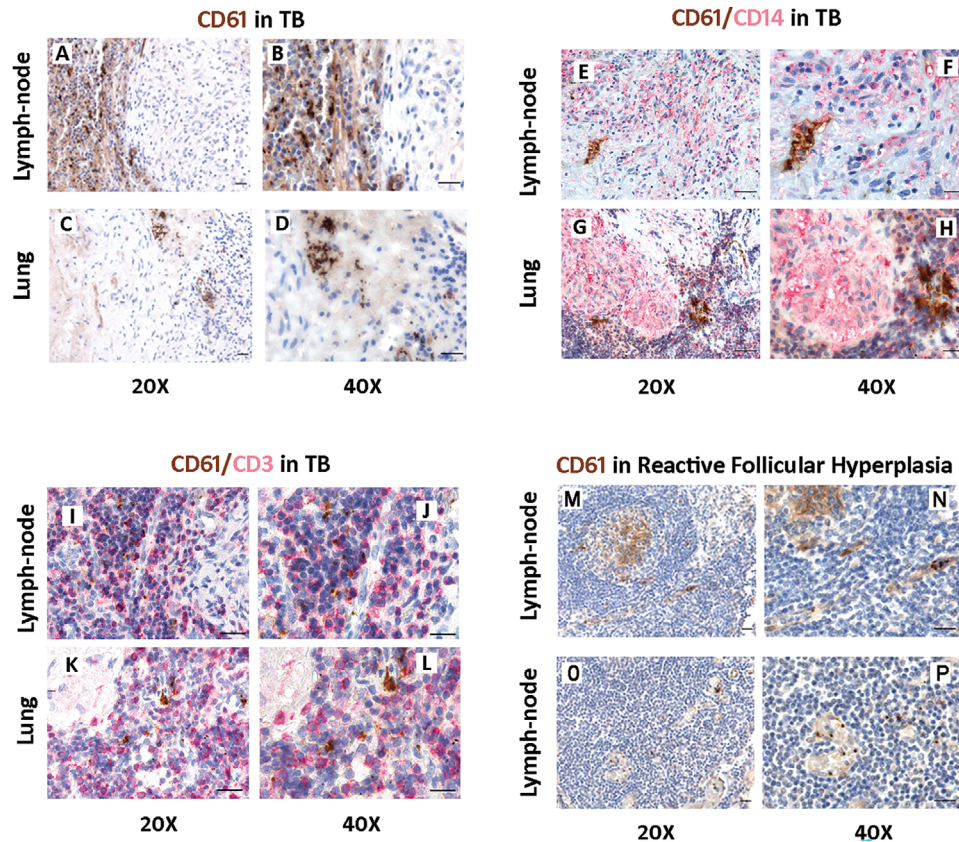 CD61 in TB
Lymph-node
A
B
Lung
C
D
20X
40X
CD61/CD14 in TB
Lymph-node
E
F
Lung
G
H
20X
40X
CD61/CD3 in TB
Lymph-node
I
J
Lung
K
L
20X
40X
CD61 in Reactive Follicular Hyperplasia
Lymph-node
M
N
Lymph-node
O
P
20X
40X